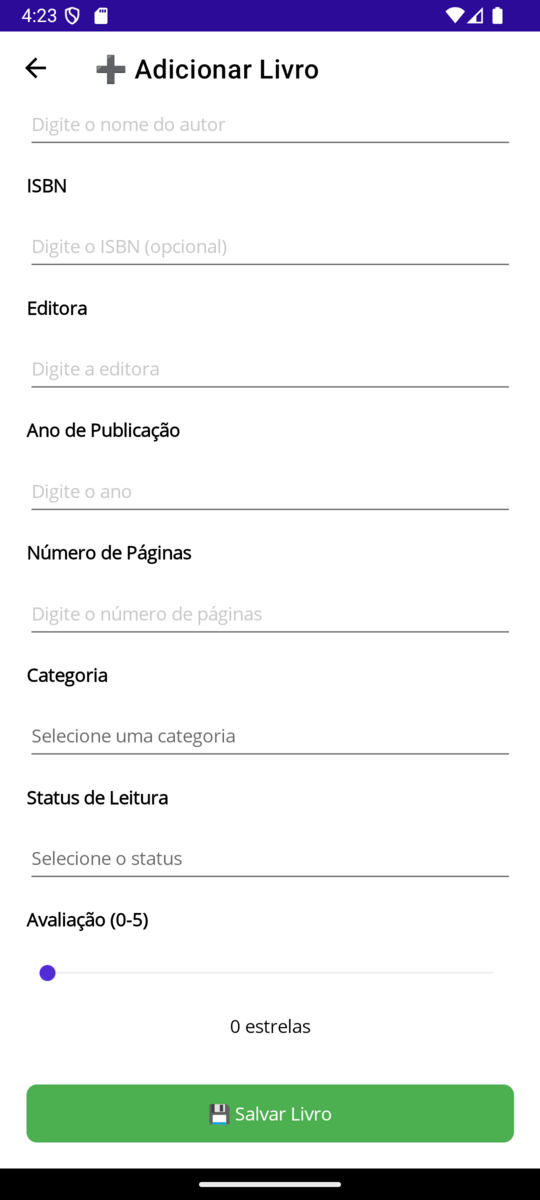 4:23
➕ Adicionar Livro
Digite o nome do autor
ISBN
Digite o ISBN (opcional)
Editora
Digite a editora
Ano de Publicação
Digite o ano
Número de Páginas
Digite o número de páginas
Categoria
Selecione uma categoria
Status de Leitura
Selecione o status
Avaliação (0-5)
0 estrelas
💾 Salvar Livro